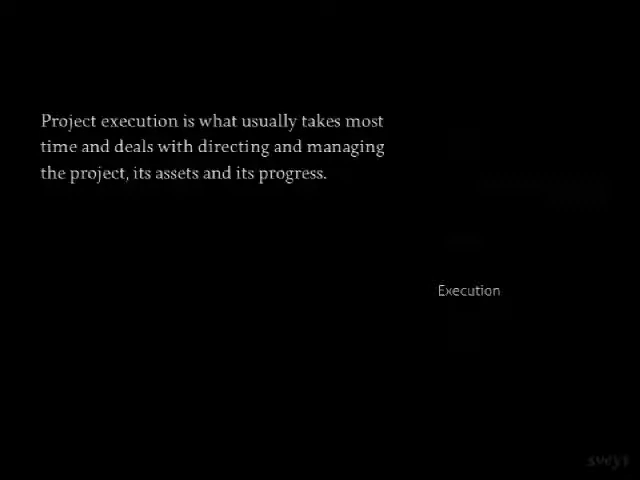 Project execution is what usually takes most
time and deals with directing and managing
the project, its assets and its progress.
Execution